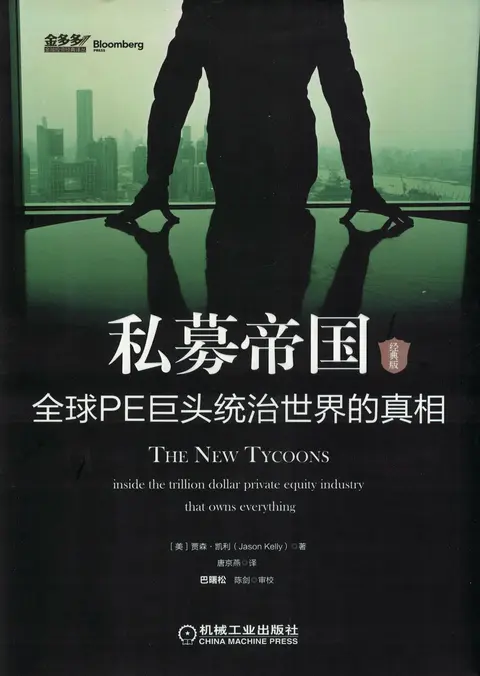 金多多
Bloomberg
PRESS
私募帝国
经典版
全球PE巨头统治世界的真相
THE NEW TYCOONS
inside the trillion dollar private equity industry
that owns everything
[美]贾森·凯利(Jason Kelly)◎著
唐京燕◎译
巴曙松 陈剑◎审校
机械工业出版社
CHINA MACHINE PRESS